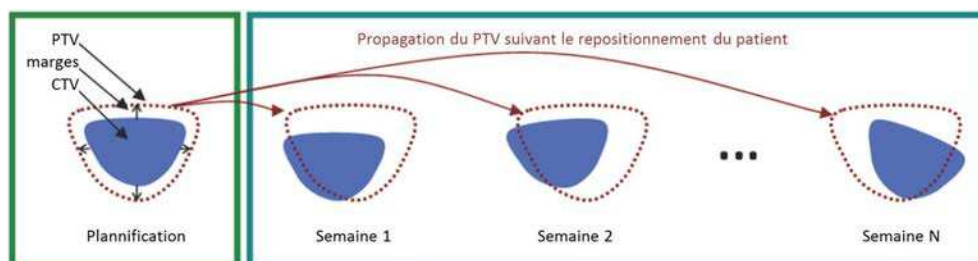 PTV
marges
CTV
Plannification
Propagation du PTV suivant le repositionnement du patient
Semaine 1
Semaine 2
...
Semaine N